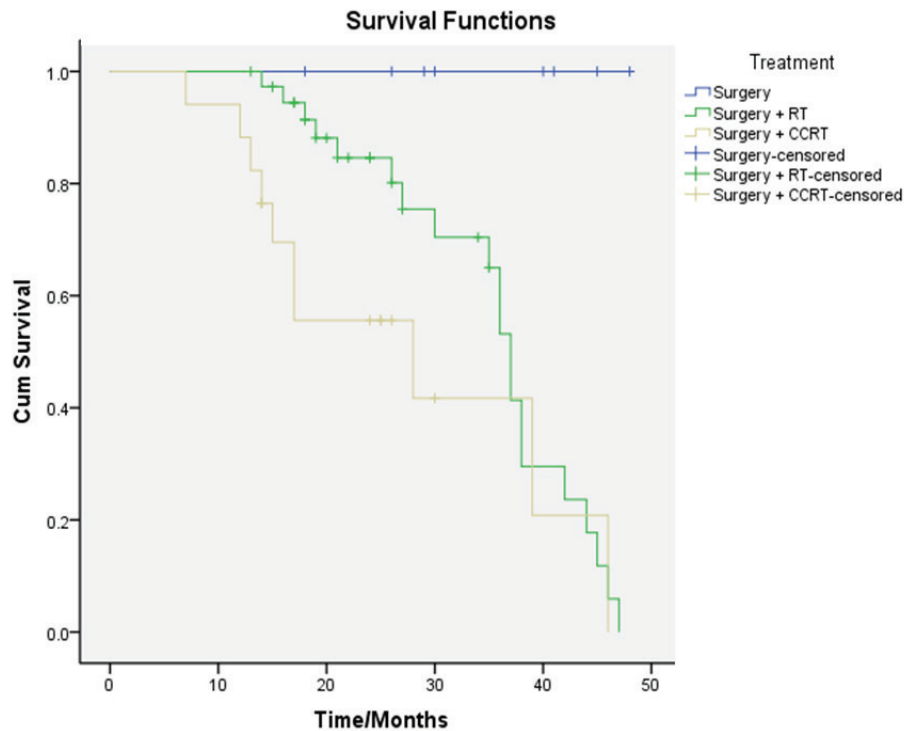 Survival Functions
Treatment
Surgery
Surgery + RT
Surgery + CCRT
Surgery-censored
Surgery + RT-censored
Surgery + CCRT-censored
Cum Survival
1.0
0.8
0.6
0.4
0.2
0.0
0 10 20 30 40 50
Time/Months